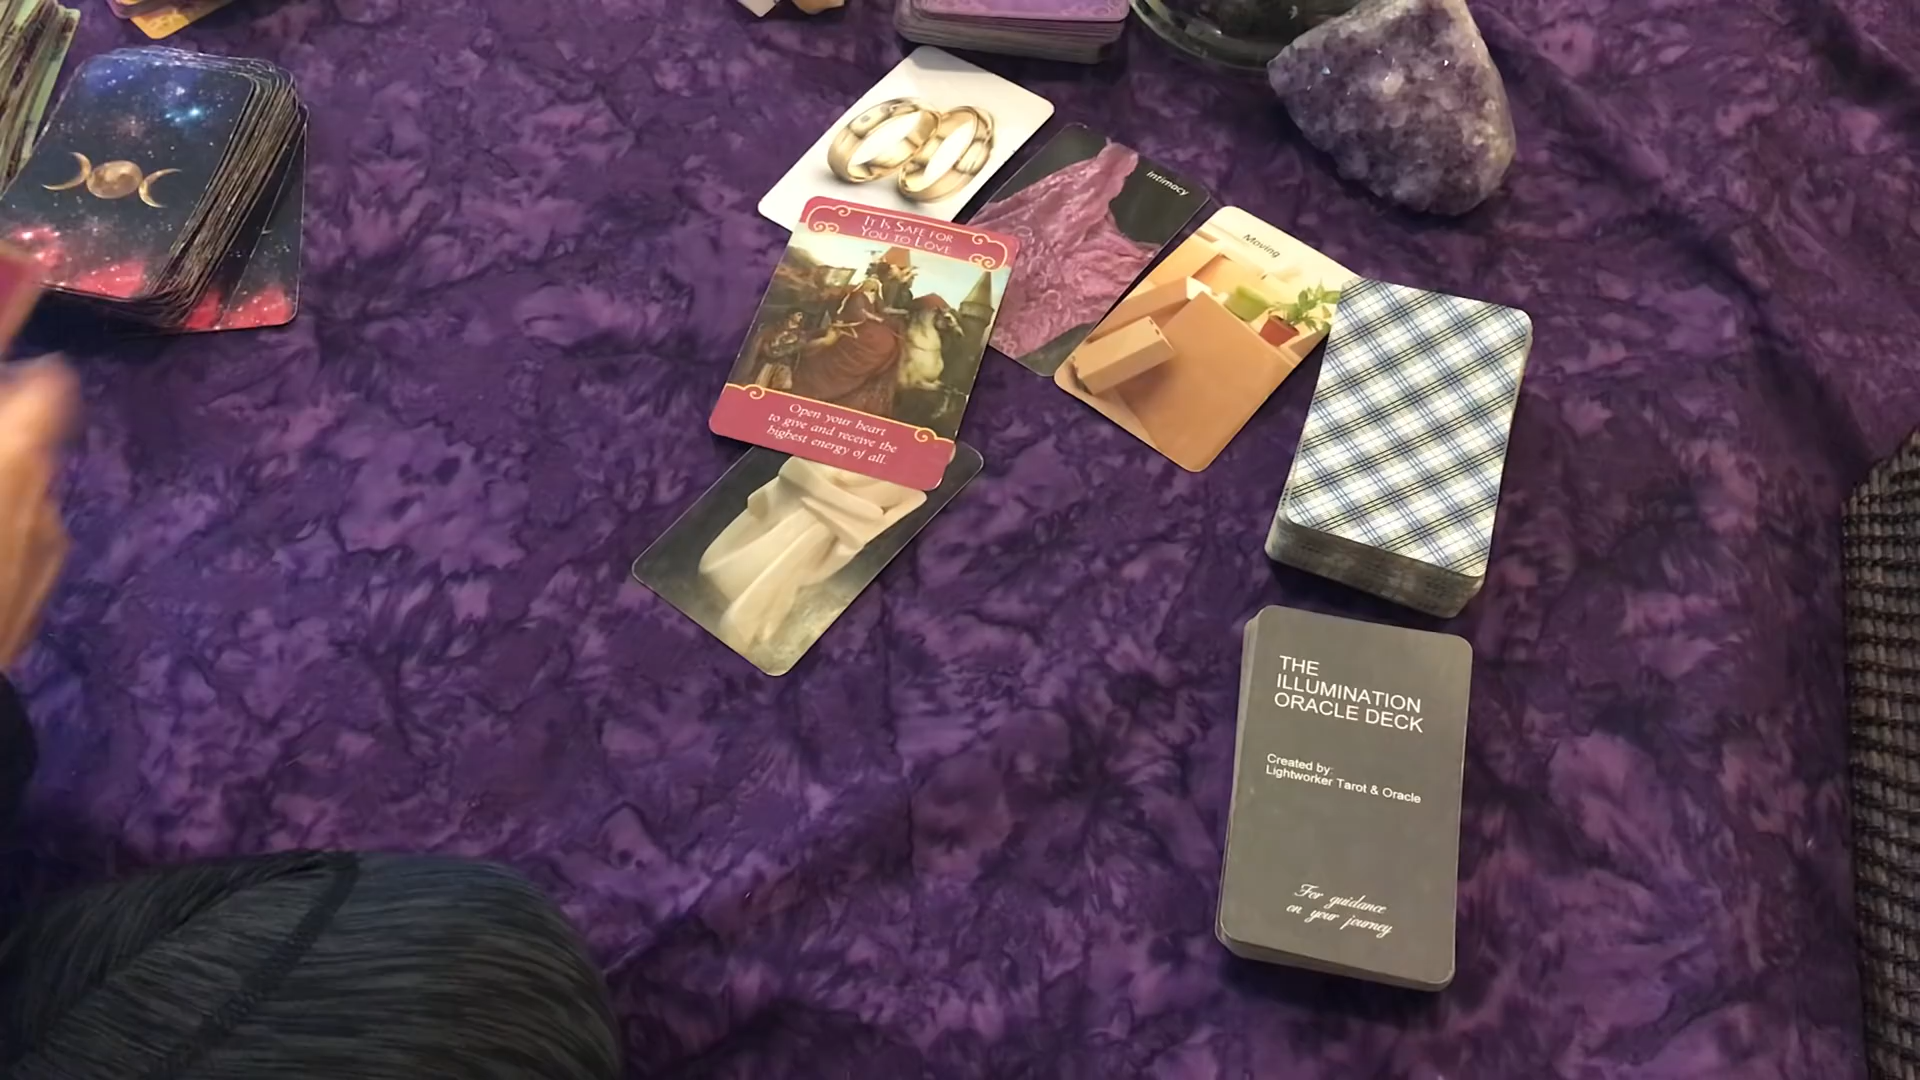 Intimacy
It Is Safe for
You to Love
Moving
Open your heart
to give and receive the
highest energy of all.
THE
ILLUMINATION
ORACLE DECK
Created by:
Lightworker Tarot & Oracle
For guidance
on your journey